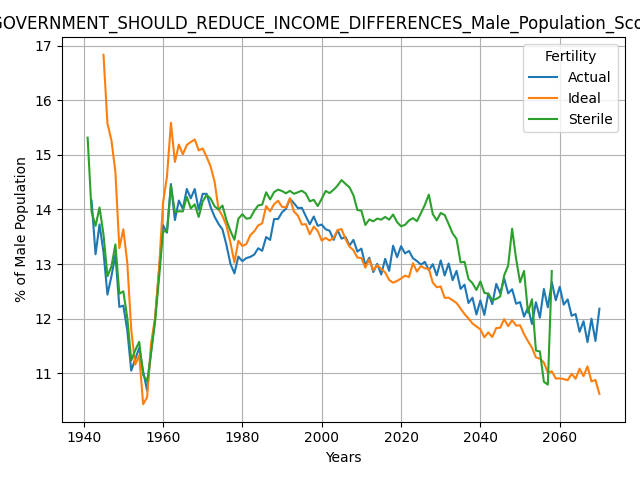 GOVERNMENT_SHOULD_REDUCE_INCOME_DIFFERENCES_Male_Population_Sco
Fertility
Actual
Ideal
Sterile
% of Male Population
17
16
15
14
13
12
11
1940
1960
1980
2000
2020
2040
2060
Years